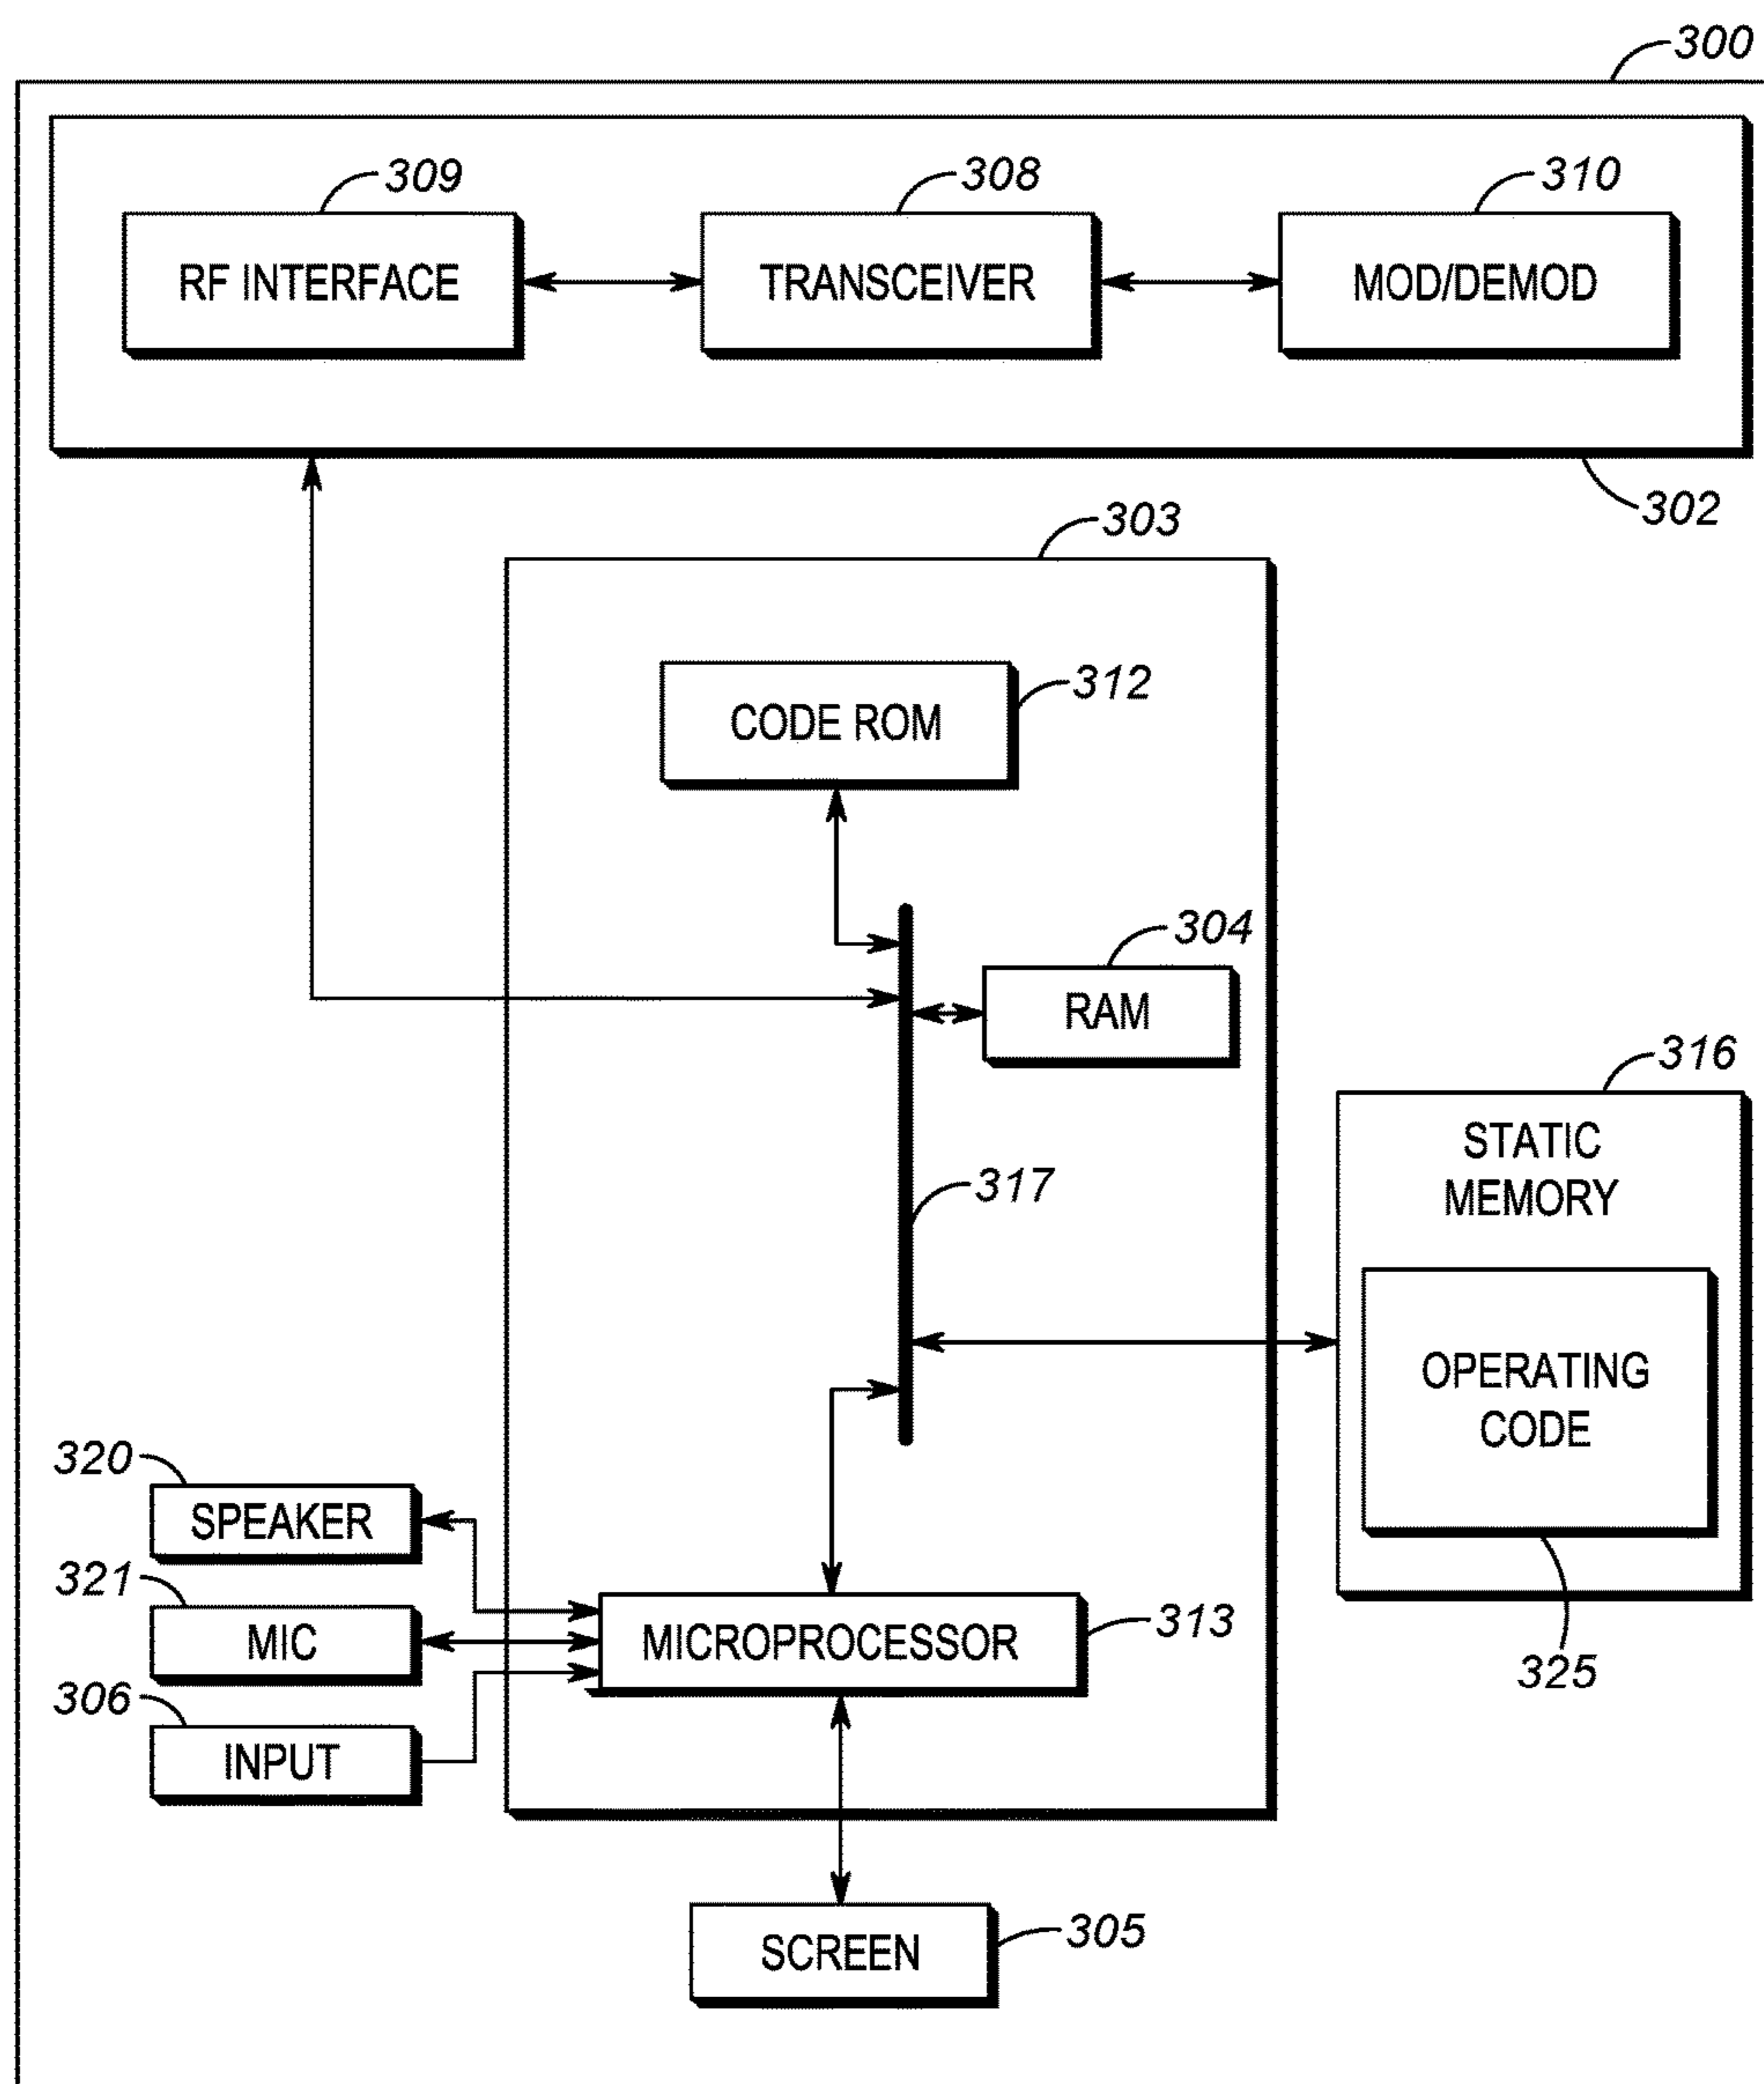 300
309
308
310
RF INTERFACE
TRANSCEIVER
MOD/DEMOD
302
303
312
CODE ROM
304
RAM
316
STATIC
MEMORY
317
OPERATING
CODE
320
SPEAKER
321
MIC
MICROPROCESSOR
313
325
306
INPUT
SCREEN
305